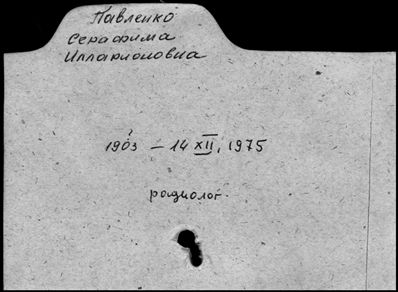 Павленко
Серафима
Илларионовна
1903 – 14 XII, 1975
радиолог.